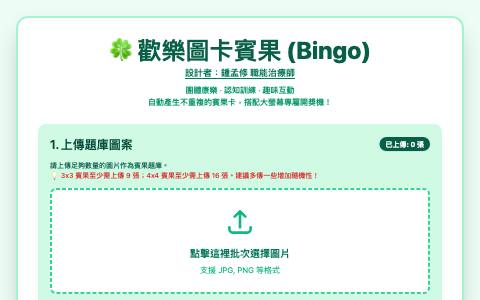 🍀 歡樂圖卡賓果 (Bingo)
設計者：鍾孟修 職能治療師
團體康樂 · 認知訓練 · 趣味互動
自動產生不重複的賓果卡，搭配大螢幕專屬開獎機！
1. 上傳題庫圖案
已上傳: 0 張
請上傳足夠數量的圖片作為賓果題庫。
💡 3x3 賓果至少需上傳 9 張；4x4 賓果至少需上傳 16 張。建議多傳一些增加隨機性！
點擊這裡批次選擇圖片
支援 JPG, PNG 等格式